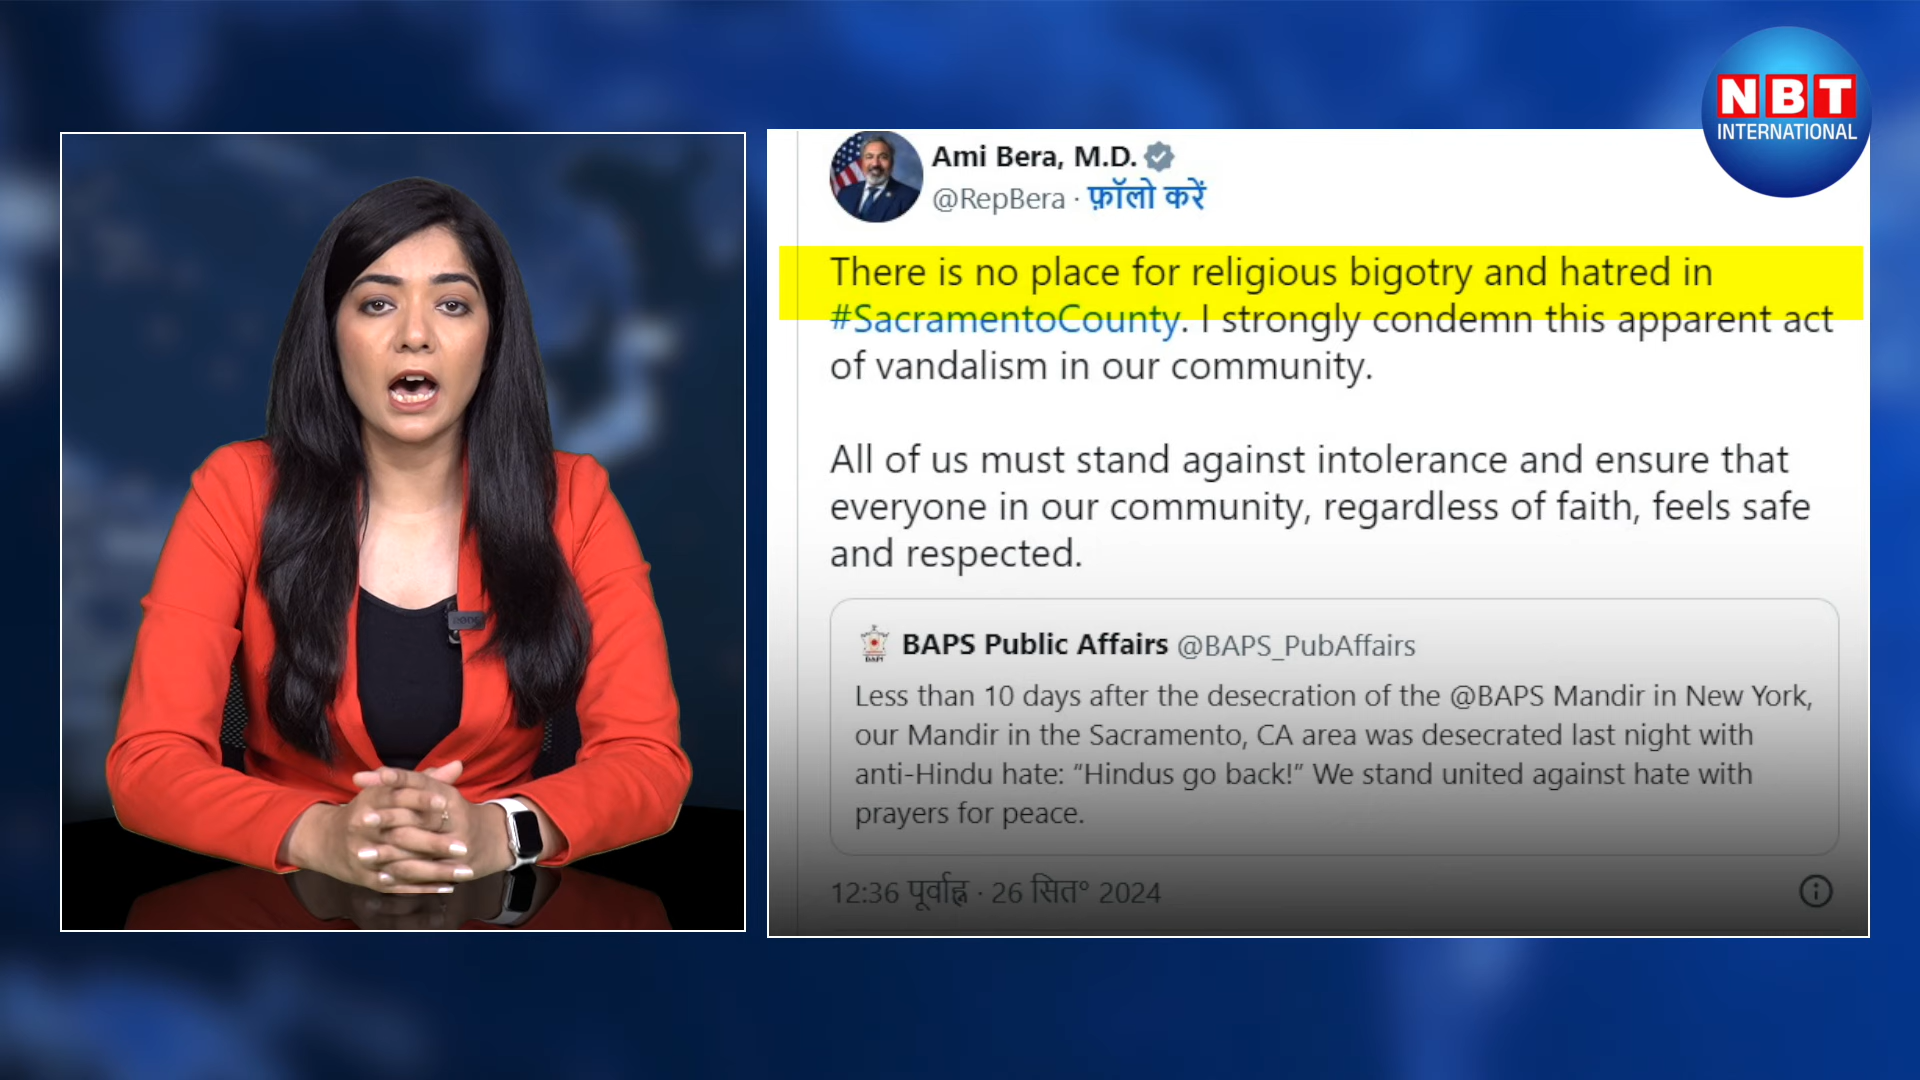 NBT
INTERNATIONAL
Ami Bera, M.D.
@RepBera · फ़ॉलो करें
There is no place for religious bigotry and hatred in
#SacramentoCounty. I strongly condemn this apparent act
of vandalism in our community.
All of us must stand against intolerance and ensure that
everyone in our community, regardless of faith, feels safe
and respected.
BAPS Public Affairs @BAPS_PubAffairs
Less than 10 days after the desecration of the @BAPS Mandir in New York,
our Mandir in the Sacramento, CA area was desecrated last night with
anti-Hindu hate: “Hindus go back!” We stand united against hate with
prayers for peace.
12:36 पूर्वाह्न · 26 सित॰ 2024